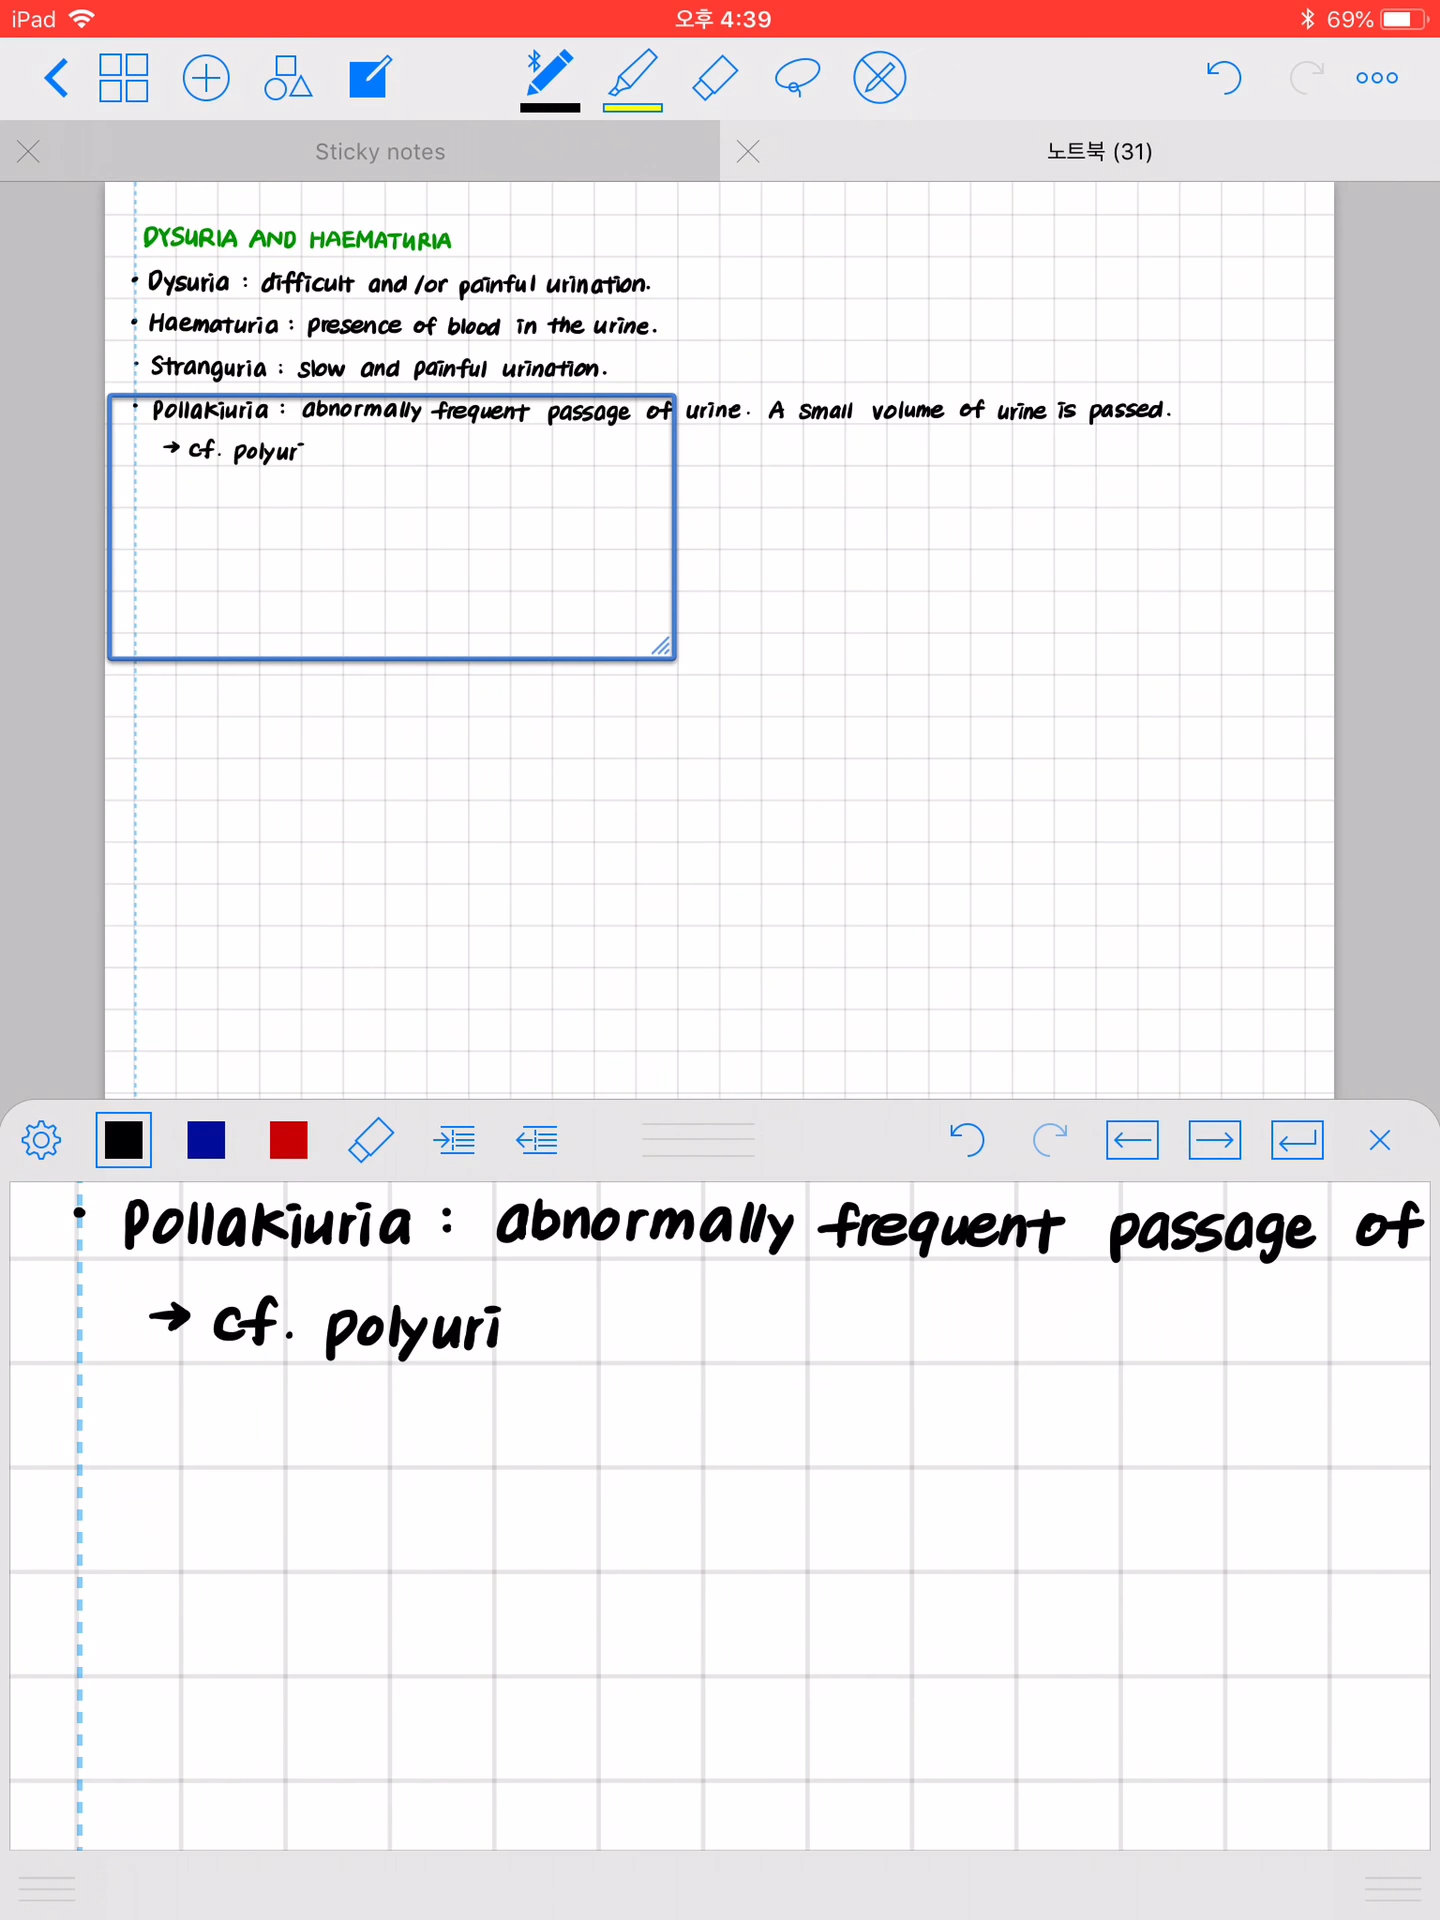 iPad 오후 4:39 69%
Sticky notes 노트북 (31)
DYSURIA AND HAEMATURIA
• Dysuria : difficult and /or painful urination.
• Haematuria : presence of blood in the urine.
• Stranguria : slow and painful urination.
• Pollakiuria : abnormally frequent passage of urine. A small volume of urine is passed.
→ cf. polyuri
• Pollakiuria : abnormally frequent passage of
→ cf. polyuri